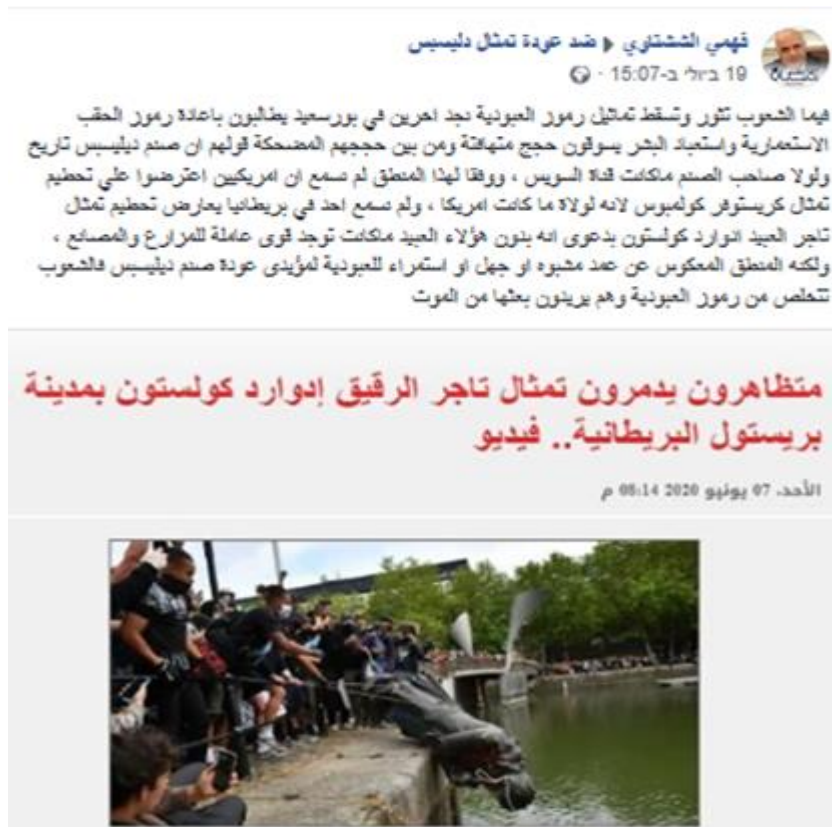 فهمي الششتاوي ◂ ضد عودة تمثال دليسبس
19 ביולי ב-15:07 ·
فيما الشعوب تثور وتسقط تماثيل رموز العبودية نجد اخرين في بورسعيد يطالبون باعادة رموز الحقب
الاستعمارية واستعباد البشر يسوقون حجج متهافتة ومن بين حججهم المضحكة قولهم ان صنم ديليسبس تاريخ
ولولا صاحب الصنم ماكانت قناة السويس ، ووفقا لهذا المنطق لم نسمع ان امريكيين اعترضوا علي تحطيم
تمثال كريستوفر كولمبوس لانه لولاة ما كانت امريكا ، ولم نسمع احد في بريطانيا يعارض تحطيم تمثال
تاجر العبيد ادوارد كولستون بدعوى انه بدون هؤلاء العبيد ماكانت توجد قوى عاملة للمزارع والمصانع ،
ولكنه المنطق المعكوس عن عمد مشبوه او جهل او استمراء للعبودية لمؤيدى عودة صنم ديليسبس فالشعوب
تتخلص من رموز العبودية وهم يريدون بعثها من الموت
متظاهرون يدمرون تمثال تاجر الرقيق إدوارد كولستون بمدينة
بريستول البريطانية.. فيديو
الأحد، 07 يونيو 2020 08:14 م